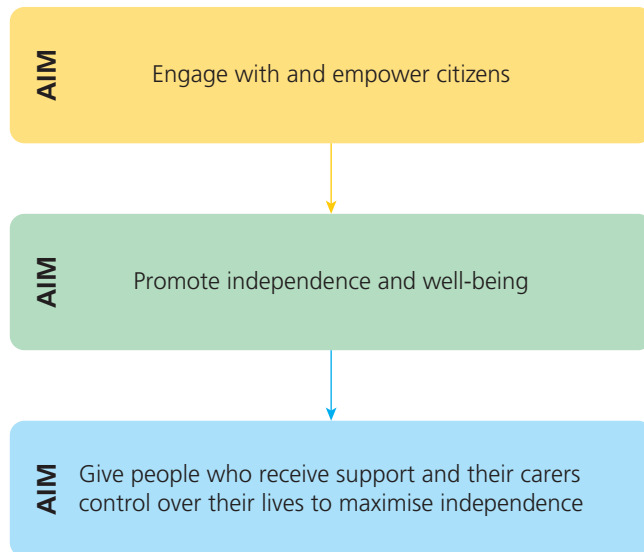 AIM
Engage with and empower citizens
AIM
Promote independence and well-being
AIM
Give people who receive support and their carers
control over their lives to maximise independence